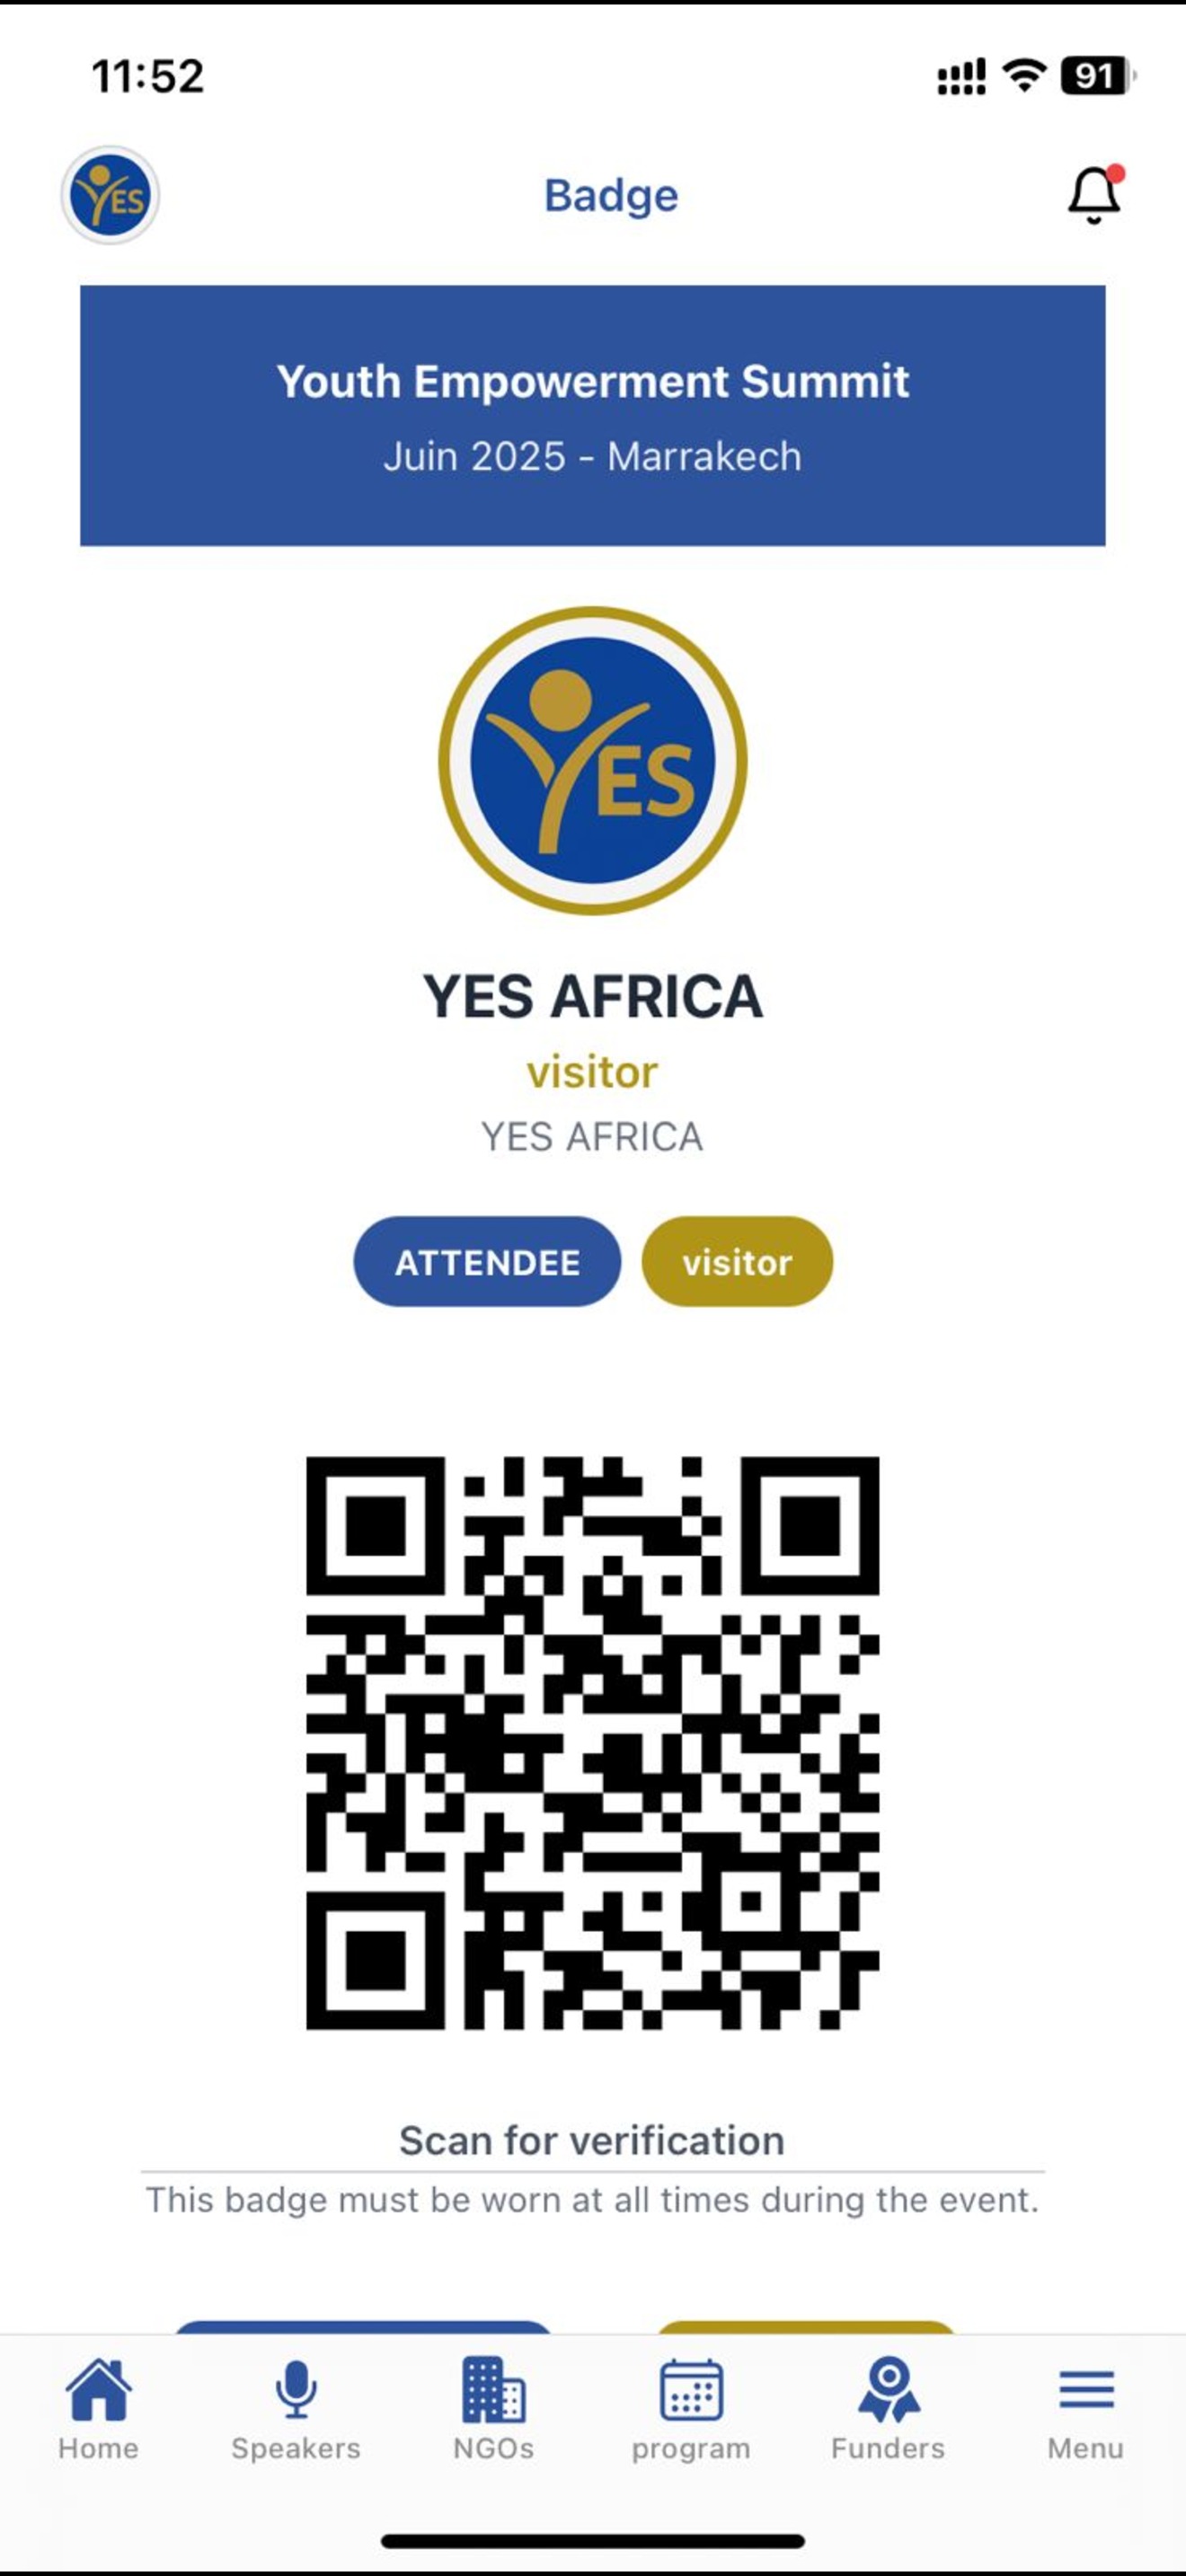 11:52
91
YES
Badge
Youth Empowerment Summit
Juin 2025 - Marrakech
YES
YES AFRICA
visitor
YES AFRICA
ATTENDEE
visitor
Scan for verification
This badge must be worn at all times during the event.
Home
Speakers
NGOs
program
Funders
Menu